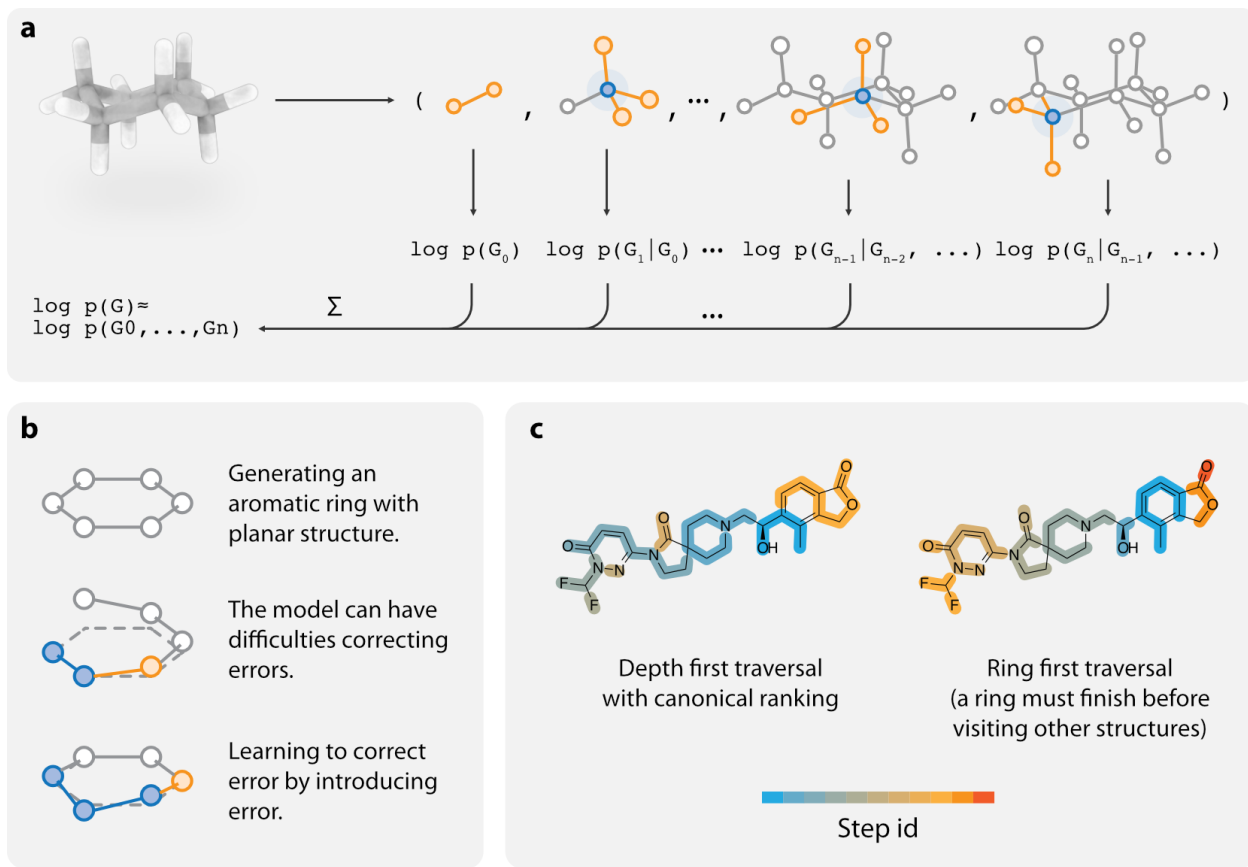 a
( , , ... , , )
log p(G₀) log p(G₁|G₀) ... log p(Gₙ₋₁|Gₙ₋₂, ...) log p(Gₙ|Gₙ₋₁, ...)
log p(G)≈
log p(G0,...,Gn)
Σ
...
b
Generating an
aromatic ring with
planar structure.
The model can have
difficulties correcting
errors.
Learning to correct
error by introducing
error.
c
O
O
O
N
OH
N
O
N
N
F
F
Depth first traversal
with canonical ranking
O
O
O
N
OH
N
O
N
N
F
F
Ring first traversal
(a ring must finish before
visiting other structures)
Step id